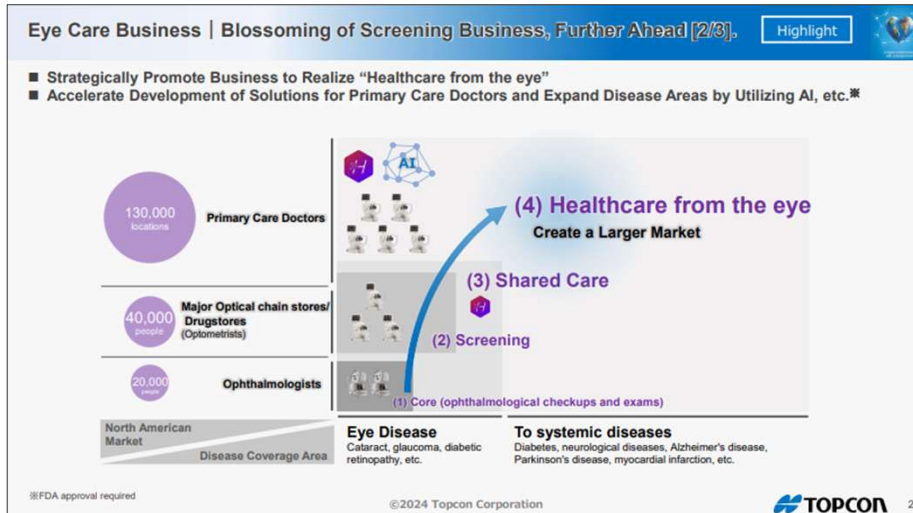 Eye Care Business | Blossoming of Screening Business, Further Ahead [2/3].
Highlight
■ Strategically Promote Business to Realize “Healthcare from the eye”
■ Accelerate Development of Solutions for Primary Care Doctors and Expand Disease Areas by Utilizing AI, etc.※
AI
130,000
locations
Primary Care Doctors
(4) Healthcare from the eye
Create a Larger Market
(3) Shared Care
40,000
people
Major Optical chain stores/
Drugstores
(Optometrists)
(2) Screening
20,000
people
Ophthalmologists
(1) Core (ophthalmological checkups and exams)
North American
Market
Disease Coverage Area
Eye Disease
Cataract, glaucoma, diabetic
retinopathy, etc.
To systemic diseases
Diabetes, neurological diseases, Alzheimer's disease,
Parkinson's disease, myocardial infarction, etc.
※FDA approval required
©2024 Topcon Corporation
TOPCON
2